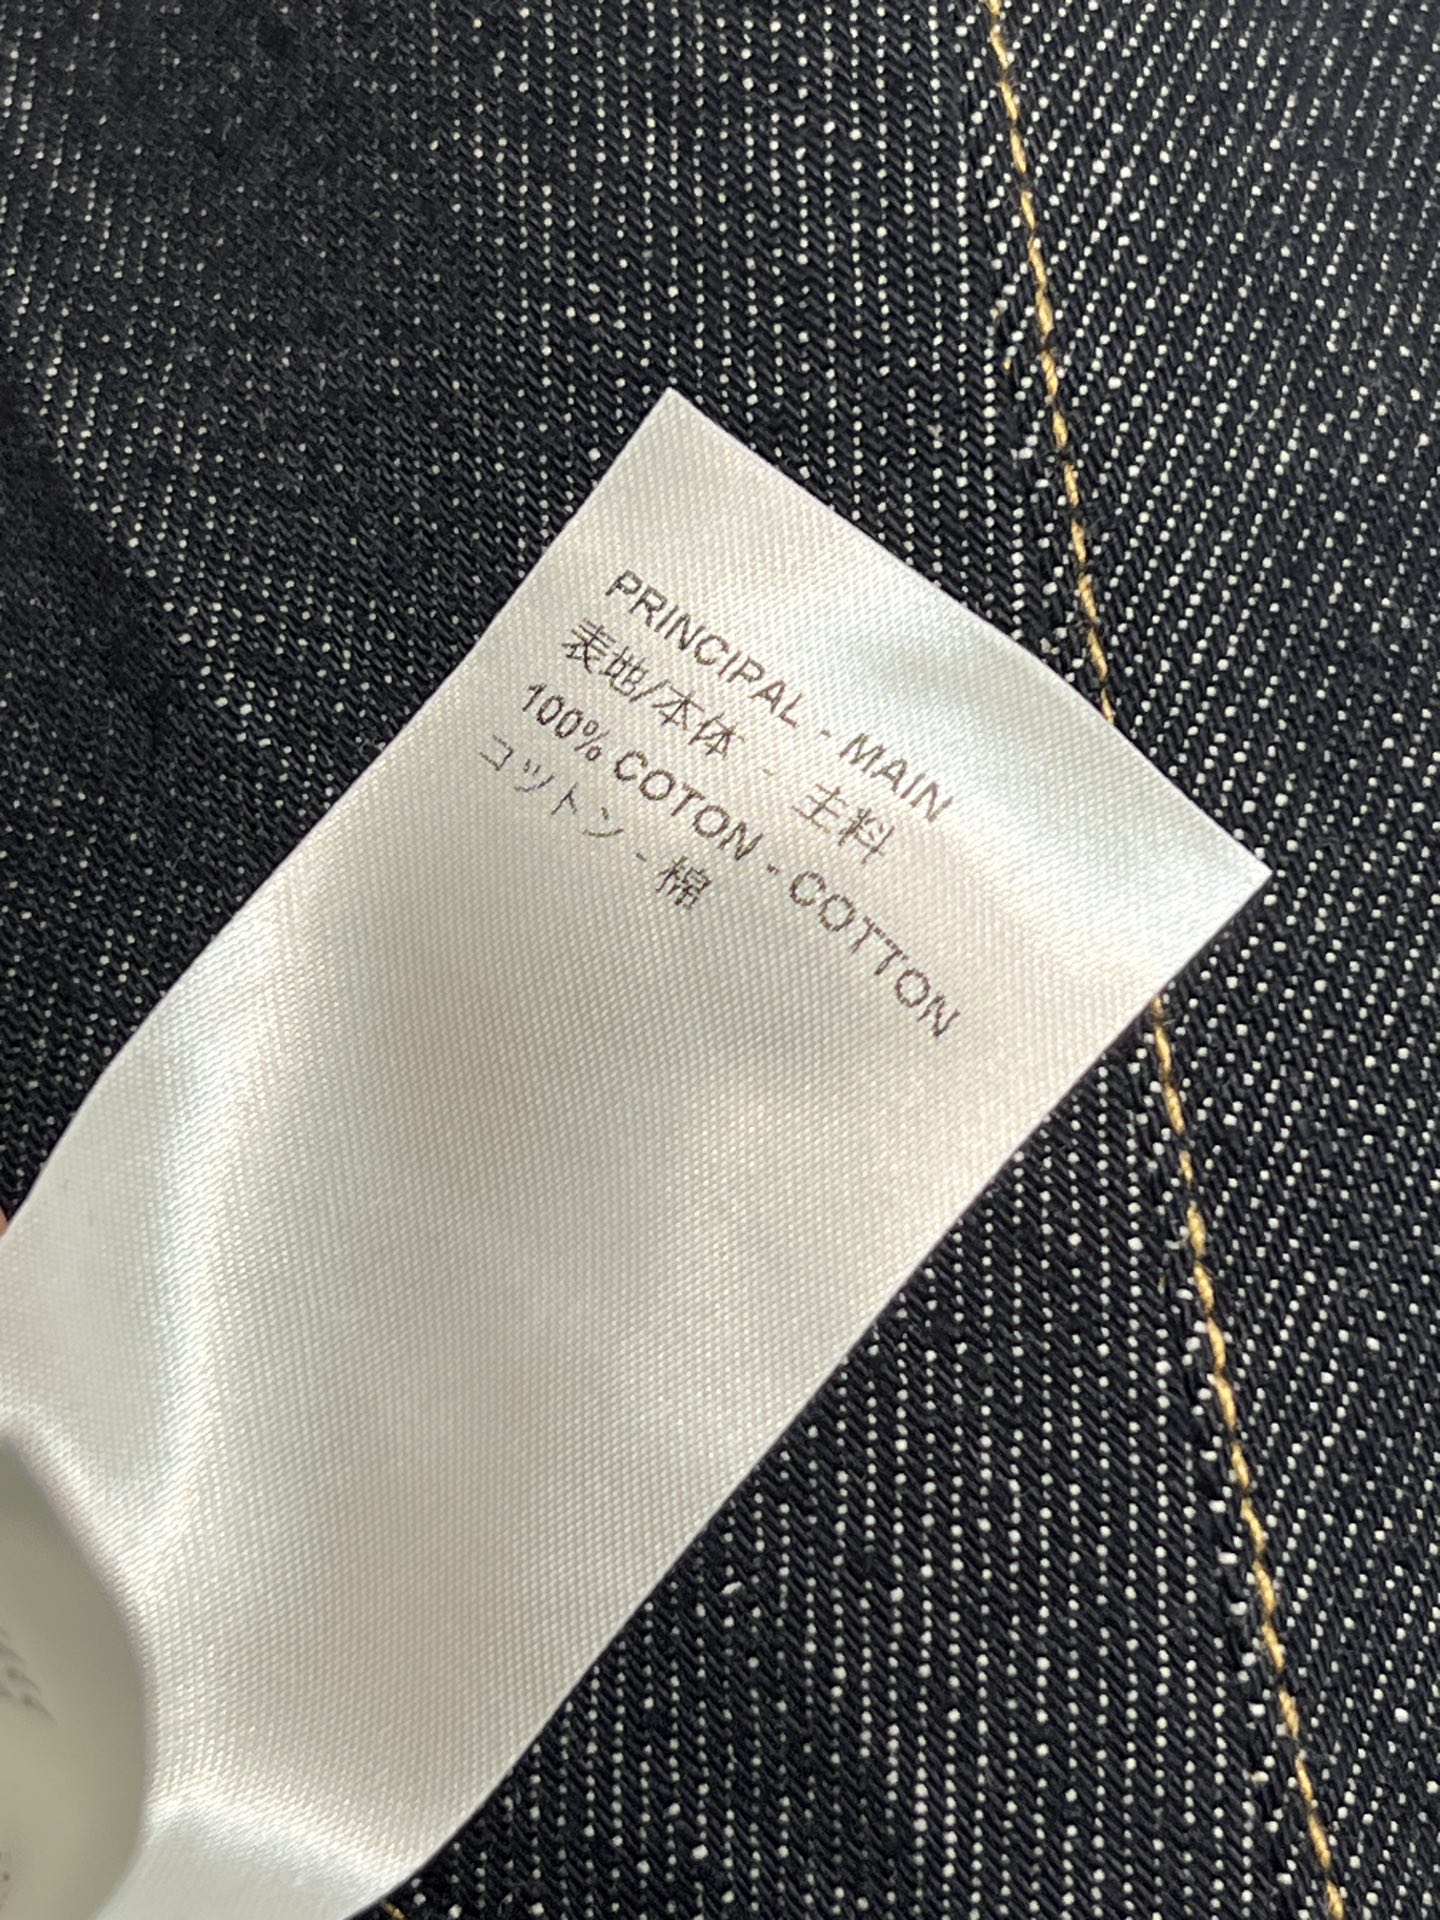 PRINCIPAL - MAIN
表地/本体 - 主料
100% COTON - COTTON
コットン - 棉